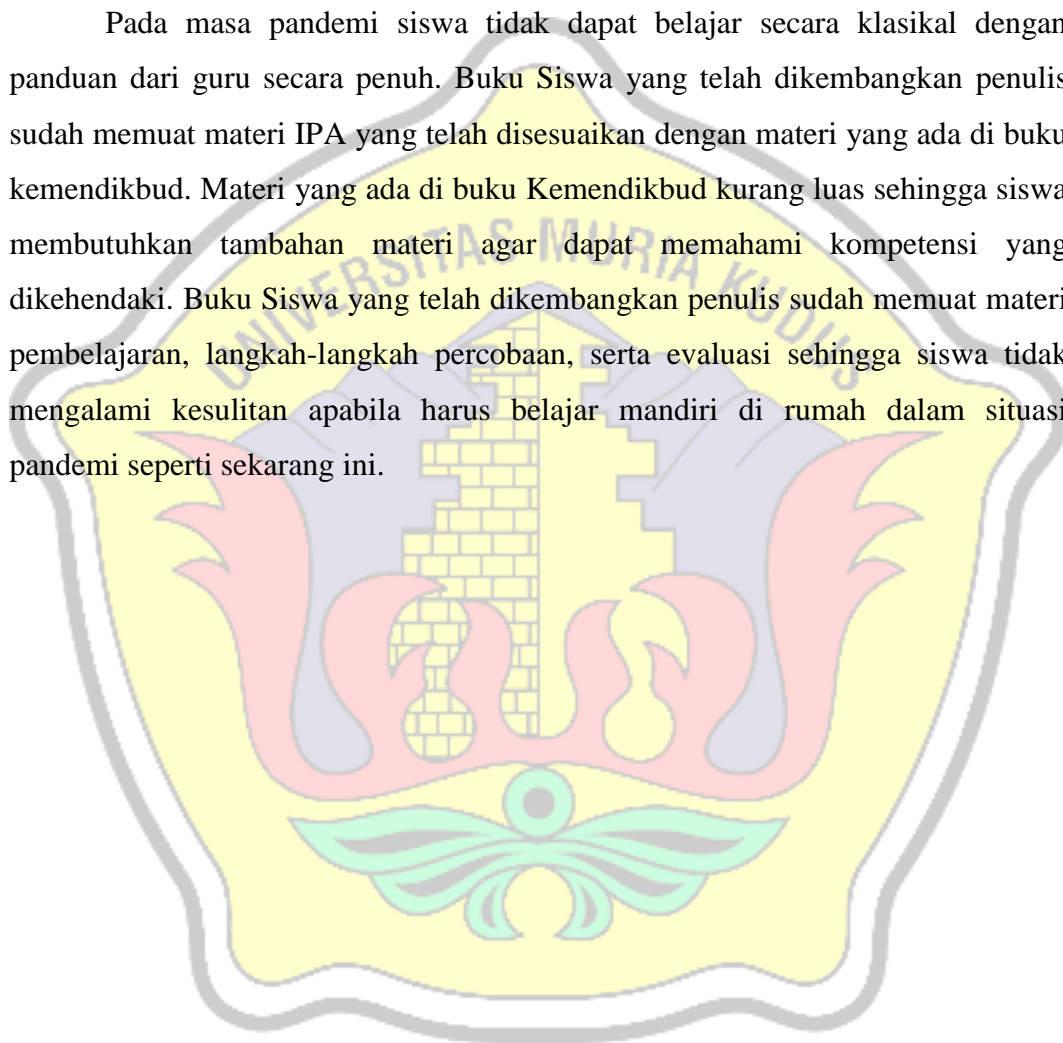 Pada masa pandemi siswa tidak dapat belajar secara klasikal dengan
panduan dari guru secara penuh. Buku Siswa yang telah dikembangkan penulis
sudah memuat materi IPA yang telah disesuaikan dengan materi yang ada di buku
kemendikbud. Materi yang ada di buku Kemendikbud kurang luas sehingga siswa
membutuhkan tambahan materi agar dapat memahami kompetensi yang
dikehendaki. Buku Siswa yang telah dikembangkan penulis sudah memuat materi
pembelajaran, langkah-langkah percobaan, serta evaluasi sehingga siswa tidak
mengalami kesulitan apabila harus belajar mandiri di rumah dalam situasi
pandemi seperti sekarang ini.
UNIVERSITAS MURIA KUDUS